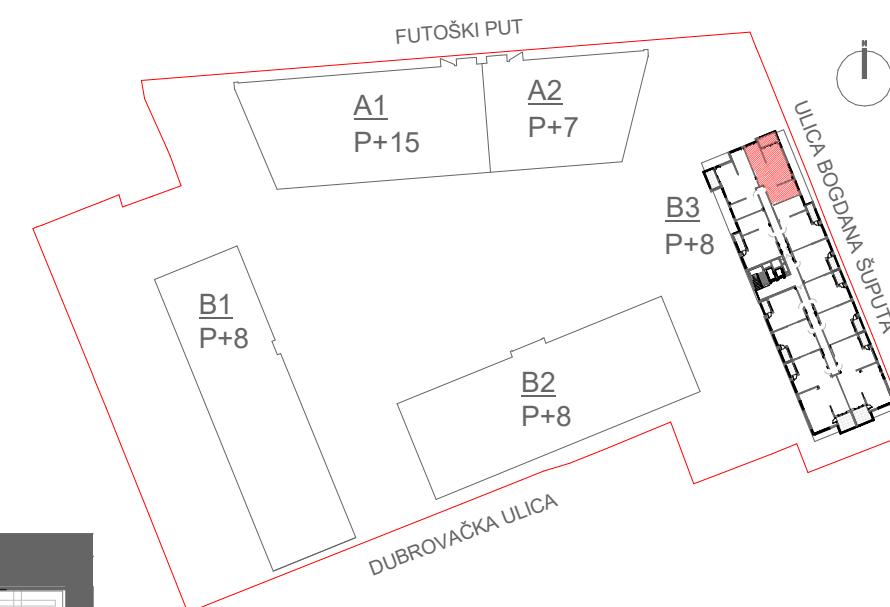 FUTOŠKI PUT
N
A1
P+15
A2
P+7
ULICA BOGDANA ŠUPUTA
B3
P+8
B1
P+8
B2
P+8
DUBROVAČKA ULICA